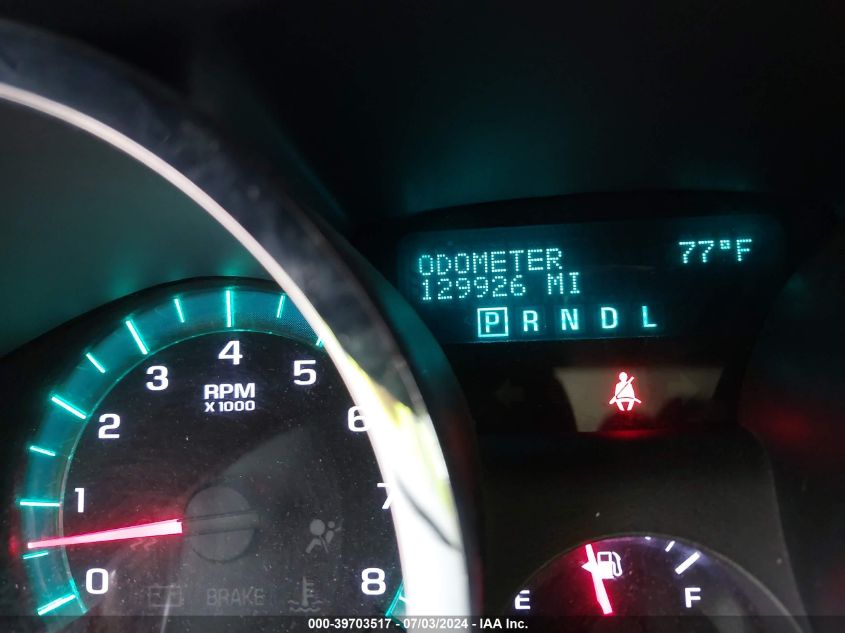 ODOMETER 77°F
129926 MI
P R N D L
4
3 5
RPM
X1000
2 6
1 7
0 8
BRAKE
E F
000-39703517 - 07/03/2024 - IAA Inc.